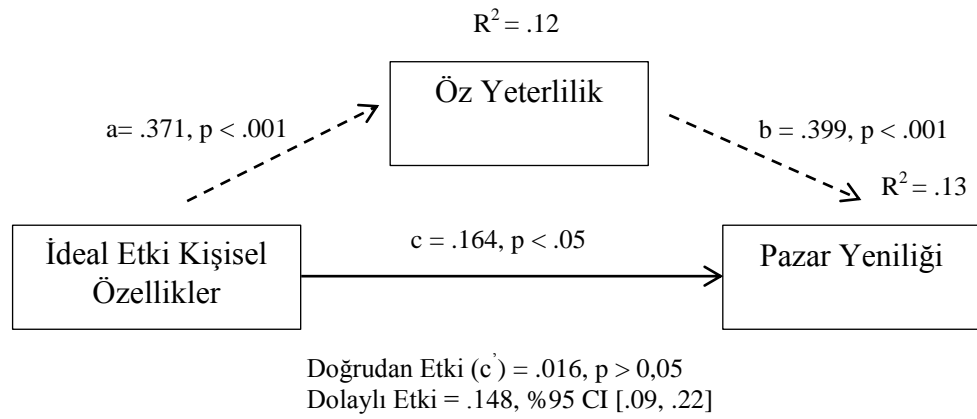 R² = .12
Öz Yeterlilik
a= .371, p < .001
b = .399, p < .001
R² = .13
c = .164, p < .05
İdeal Etki Kişisel
Özellikler
Pazar Yeniliği
Doğrudan Etki (c') = .016, p > 0,05
Dolaylı Etki = .148, %95 CI [.09, .22]